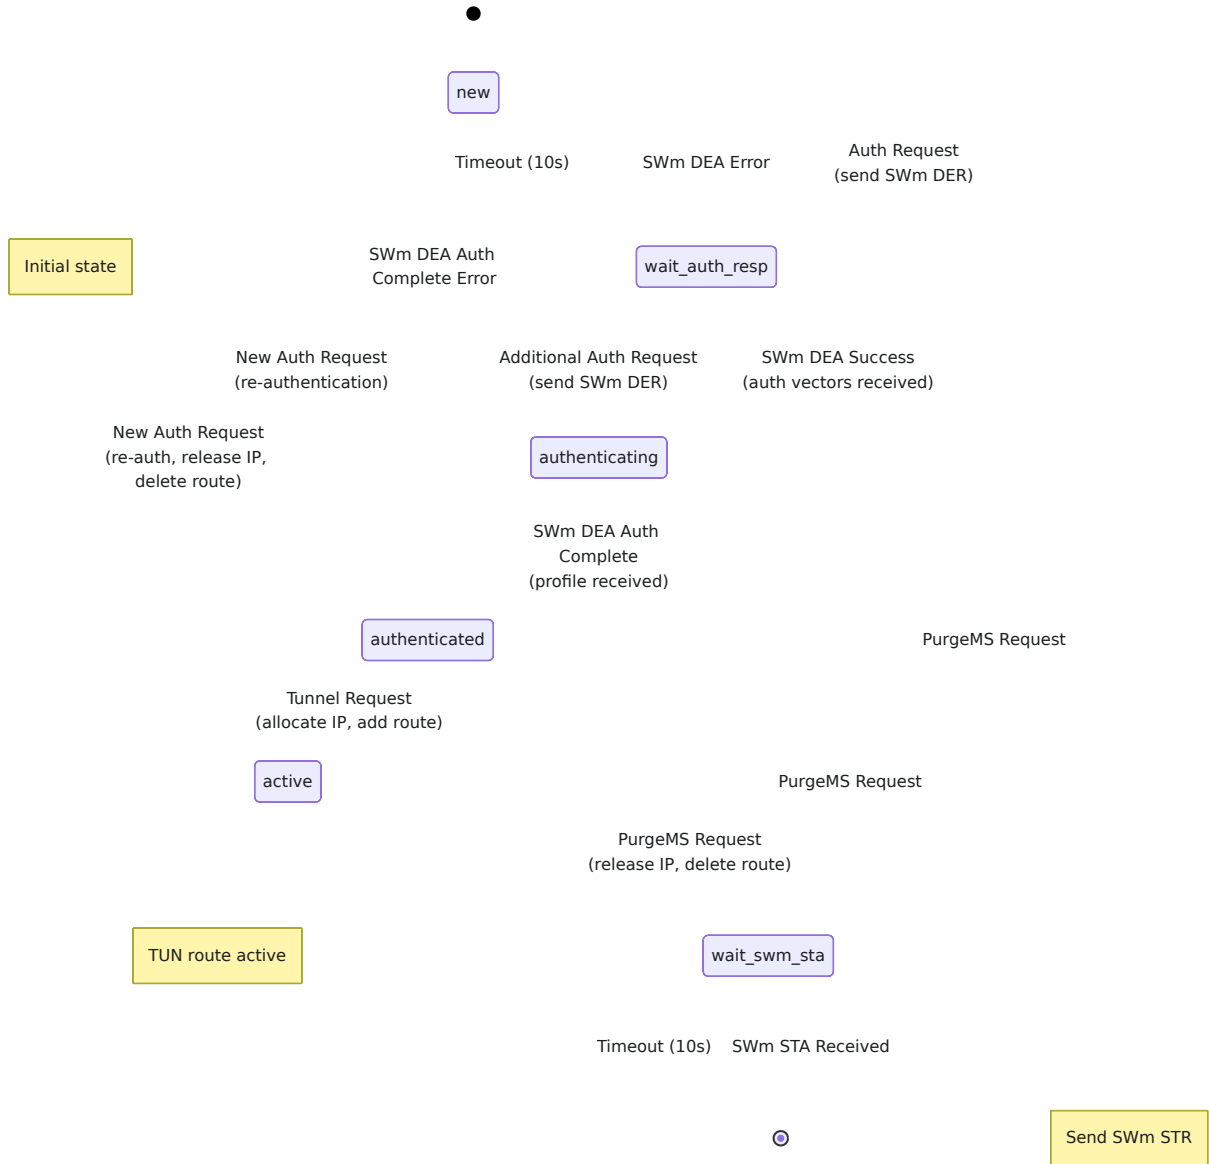 new
Timeout (10s)
SWm DEA Error
Auth Request
(send SWm DER)
Initial state
SWm DEA Auth
Complete Error
wait_auth_resp
New Auth Request
(re-authentication)
Additional Auth Request
(send SWm DER)
SWm DEA Success
(auth vectors received)
New Auth Request
(re-auth, release IP,
delete route)
authenticating
SWm DEA Auth
Complete
(profile received)
authenticated
PurgeMS Request
Tunnel Request
(allocate IP, add route)
active
PurgeMS Request
PurgeMS Request
(release IP, delete route)
TUN route active
wait_swm_sta
Timeout (10s)
SWm STA Received
Send SWm STR